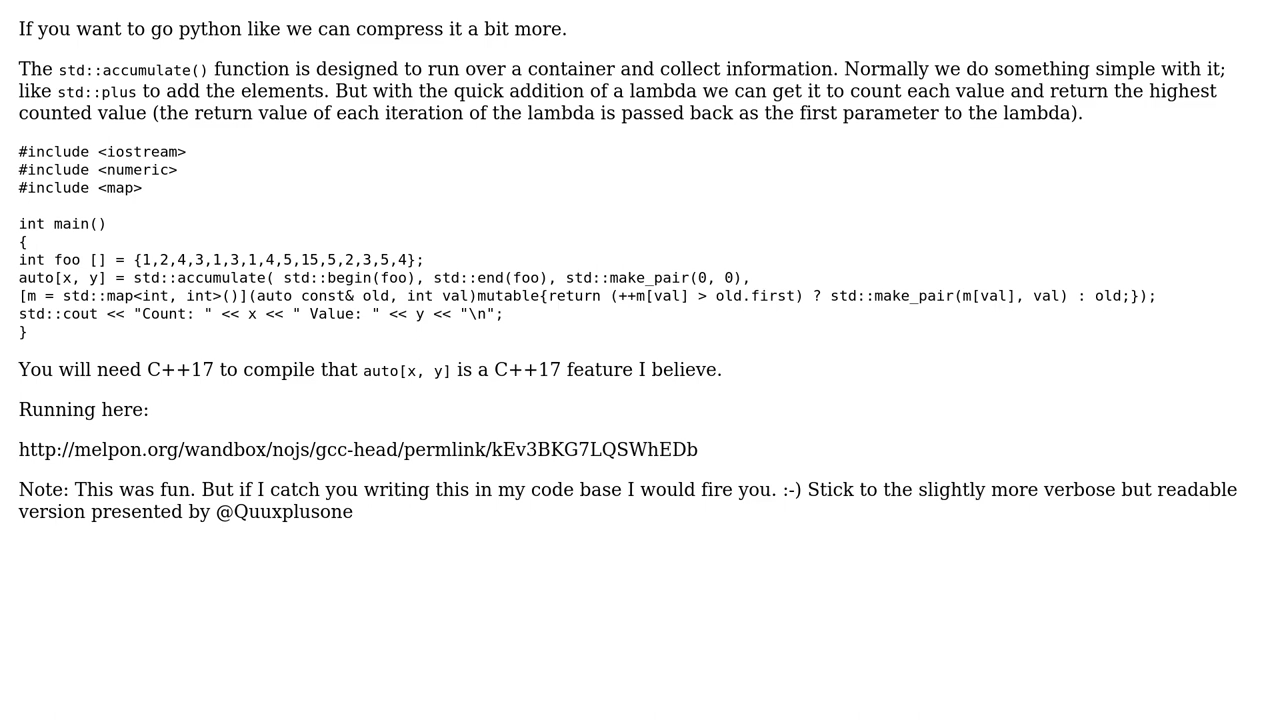 If you want to go python like we can compress it a bit more.
The std::accumulate() function is designed to run over a container and collect information. Normally we do something simple with it;
like std::plus to add the elements. But with the quick addition of a lambda we can get it to count each value and return the highest
counted value (the return value of each iteration of the lambda is passed back as the first parameter to the lambda).
#include <iostream>
#include <numeric>
#include <map>
int main()
{
int foo [] = {1,2,4,3,1,3,1,4,5,15,5,2,3,5,4};
auto[x, y] = std::accumulate( std::begin(foo), std::end(foo), std::make_pair(0, 0),
[m = std::map<int, int>()](auto const& old, int val)mutable{return (++m[val] > old.first) ? std::make_pair(m[val], val) : old;});
std::cout << "Count: " << x << " Value: " << y << "\n";
}
You will need C++17 to compile that auto[x, y] is a C++17 feature I believe.
Running here:
http://melpon.org/wandbox/nojs/gcc-head/permlink/kEv3BKG7LQSWhEDb
Note: This was fun. But if I catch you writing this in my code base I would fire you. :-) Stick to the slightly more verbose but readable
version presented by @Quuxplusone